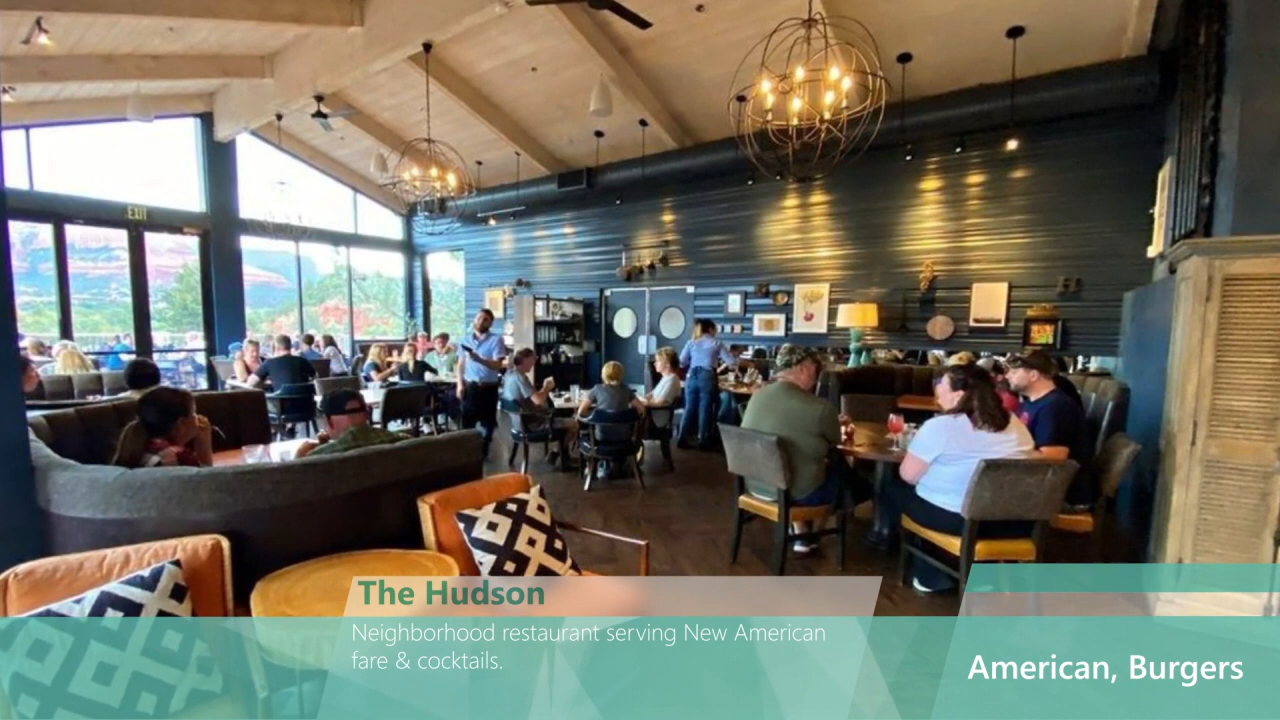 EXIT
H
The Hudson
Neighborhood restaurant serving New American
fare & cocktails.
American, Burgers